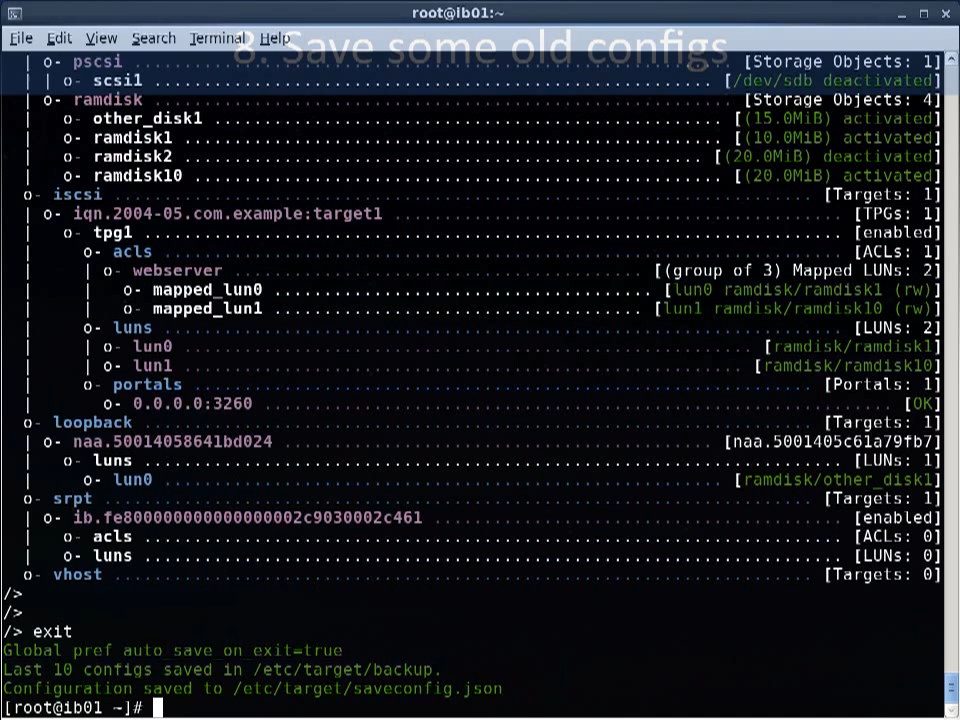 root@ib01:~
File Edit View Search Terminal Help
8. Save some old configs
| o- pscsi ........................................................... [Storage Objects: 1]
| | o- scsi1 ........................................................ [/dev/sdb deactivated]
| o- ramdisk ......................................................... [Storage Objects: 4]
| o- other_disk1 ...................................................... [(15.0MiB) activated]
| o- ramdisk1 ......................................................... [(10.0MiB) activated]
| o- ramdisk2 ....................................................... [(20.0MiB) deactivated]
| o- ramdisk10 ........................................................ [(20.0MiB) activated]
o- iscsi ..................................................................... [Targets: 1]
| o- iqn.2004-05.com.example:target1 ............................................ [TPGs: 1]
| o- tpg1 ...................................................................... [enabled]
| o- acls ...................................................................... [ACLs: 1]
| | o- webserver ........................................... [(group of 3) Mapped LUNs: 2]
| | o- mapped_lun0 ...................................... [lun0 ramdisk/ramdisk1 (rw)]
| | o- mapped_lun1 ..................................... [lun1 ramdisk/ramdisk10 (rw)]
| o- luns ...................................................................... [LUNs: 2]
| | o- lun0 .......................................................... [ramdisk/ramdisk1]
| | o- lun1 ......................................................... [ramdisk/ramdisk10]
| o- portals ................................................................ [Portals: 1]
| o- 0.0.0.0:3260 ................................................................ [OK]
o- loopback .................................................................. [Targets: 1]
| o- naa.50014058641bd024 ............................................. [naa.5001405c61a79fb7]
| o- luns ...................................................................... [LUNs: 1]
| o- lun0 ........................................................ [ramdisk/other_disk1]
o- srpt ...................................................................... [Targets: 1]
| o- ib.fe800000000000000002c9030002c461 ........................................ [enabled]
| o- acls ...................................................................... [ACLs: 0]
| o- luns ...................................................................... [LUNs: 0]
o- vhost ..................................................................... [Targets: 0]
/>
/>
/> exit
Global pref auto_save_on_exit=true
Last 10 configs saved in /etc/target/backup.
Configuration saved to /etc/target/saveconfig.json
[root@ib01 ~]#